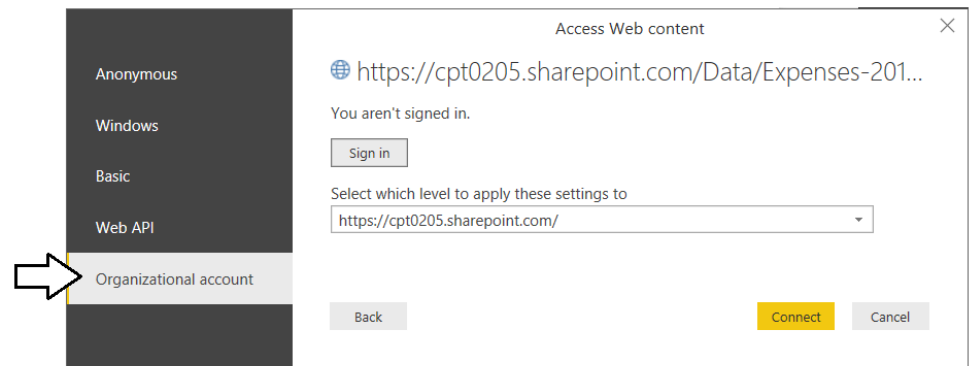 Access Web content
Anonymous
Windows
Basic
Web API
Organizational account
https://cpt0205.sharepoint.com/Data/Expenses-201...
You aren't signed in.
Sign in
Select which level to apply these settings to
https://cpt0205.sharepoint.com/
Back
Connect
Cancel